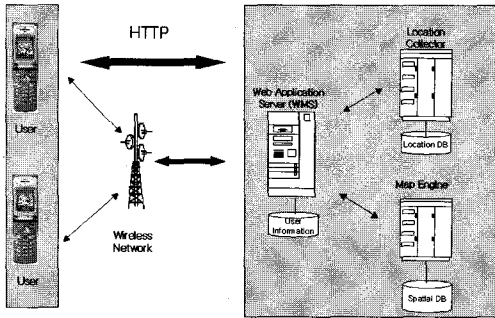 HTTP
User
User
Wireless
Network
Web Application
Server (WMS)
User
Information
Location
Collector
Location DB
Map Engine
Spatial DB